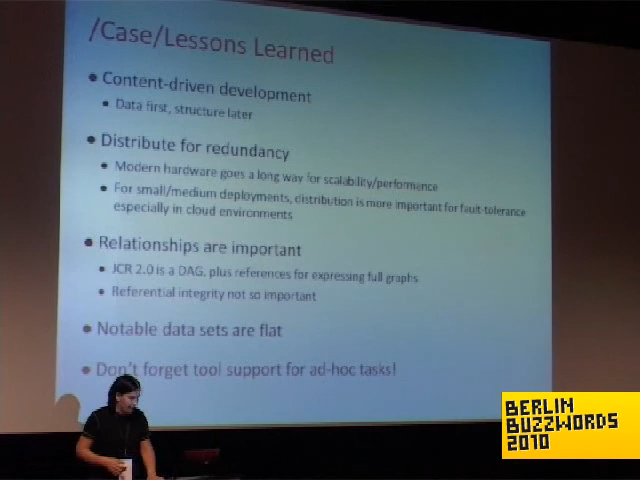 /Case/Lessons Learned
• Content-driven development
• Data first, structure later
• Distribute for redundancy
• Modern hardware goes a long way for scalability/performance
• For small/medium deployments, distribution is more important for fault-tolerance
especially in cloud environments
• Relationships are important
• JCR 2.0 is a DAG, plus references for expressing full graphs
• Referential integrity not so important
• Notable data sets are flat
• Don't forget tool support for ad-hoc tasks!
BERLIN
BUZZWORDS
2010